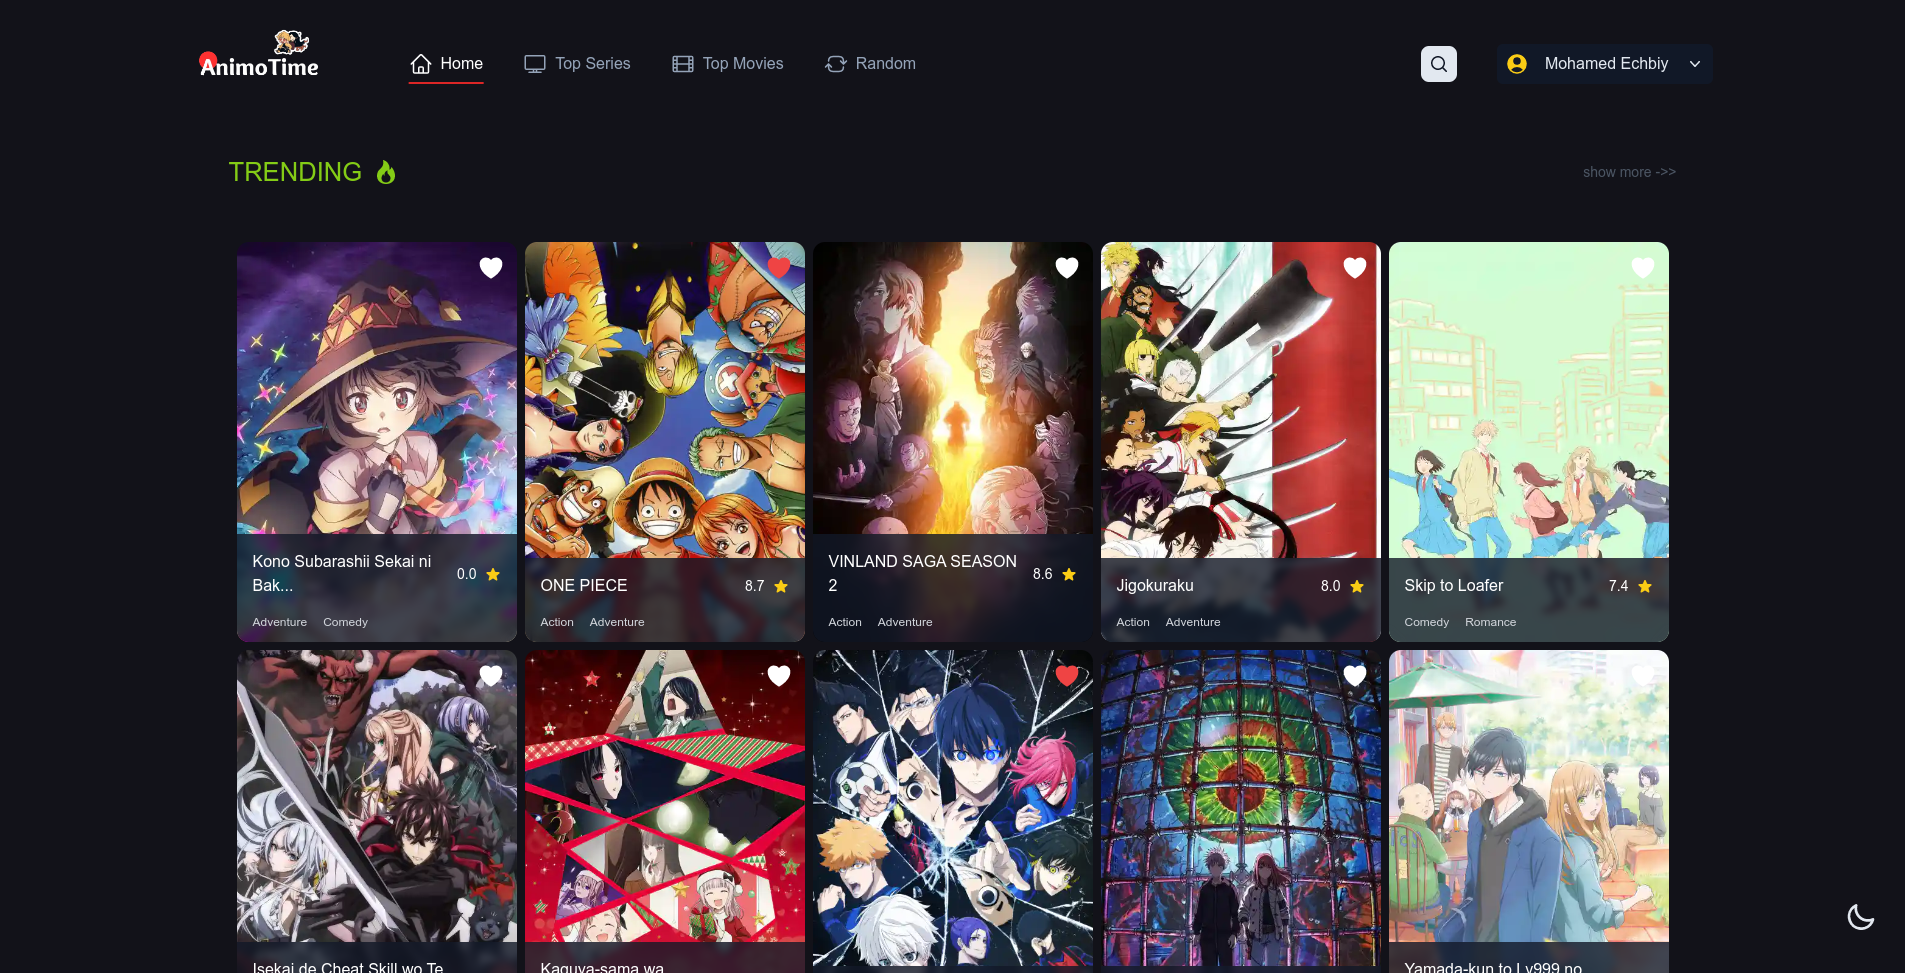 AnimoTime
Home
Top Series
Top Movies
Random
Mohamed Echbiy
TRENDING
show more ->>
Kono Subarashii Sekai ni
Bak...
0.0
Adventure Comedy
ONE PIECE
8.7
Action Adventure
VINLAND SAGA SEASON
2
8.6
Action Adventure
Jigokuraku
8.0
Action Adventure
Skip to Loafer
7.4
Comedy Romance
Isekai de Cheat Skill wo Te
Kaguya-sama wa
Yamada-kun to Lv999 no